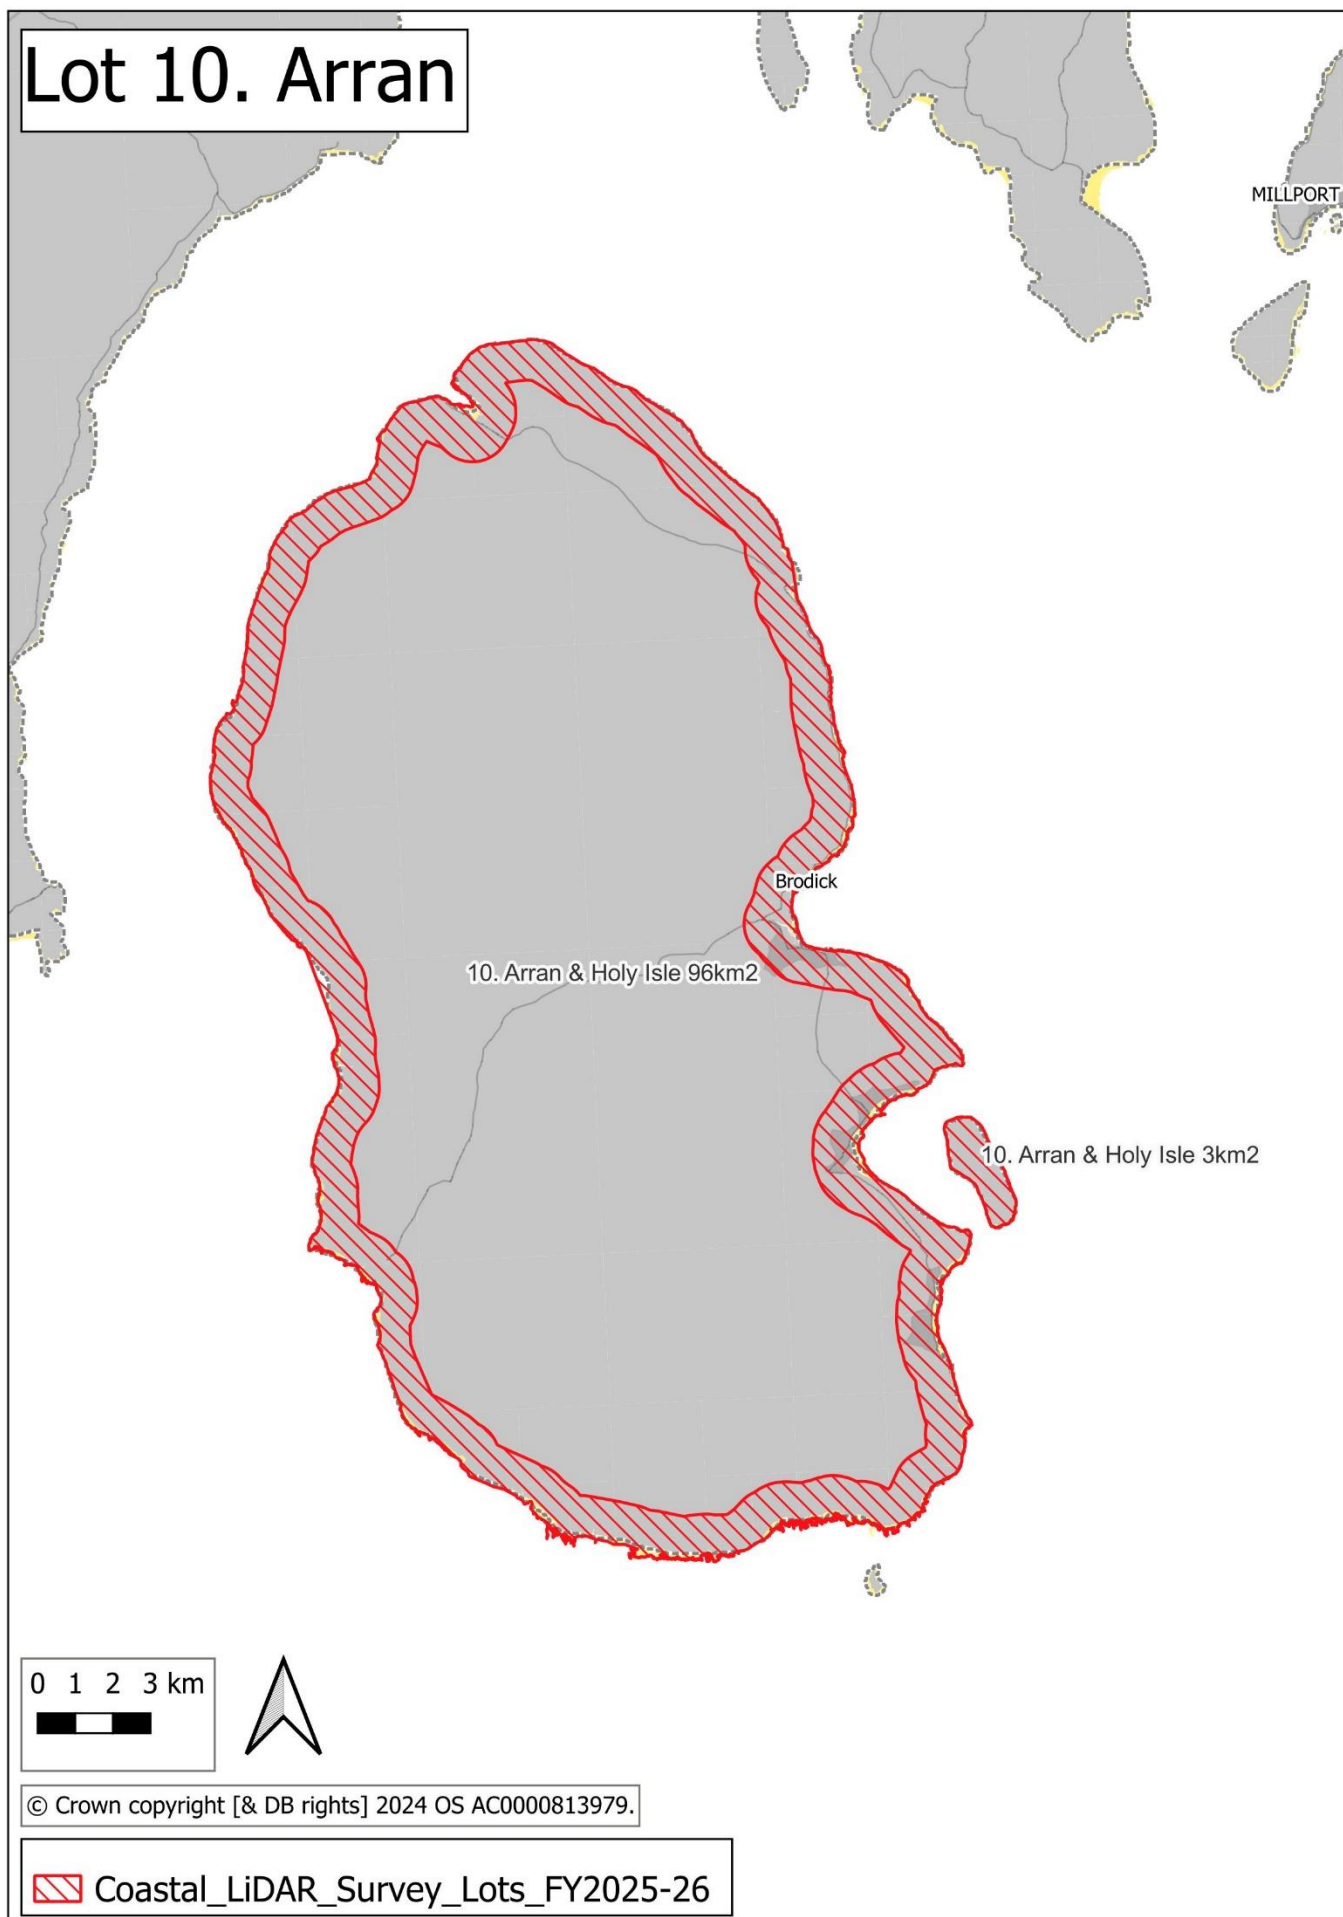 Lot 10. Arran
MILLPORT
Brodick
10. Arran & Holy Isle 96km2
10. Arran & Holy Isle 3km2
0 1 2 3 km
© Crown copyright [& DB rights] 2024 OS AC0000813979.
Coastal_LiDAR_Survey_Lots_FY2025-26